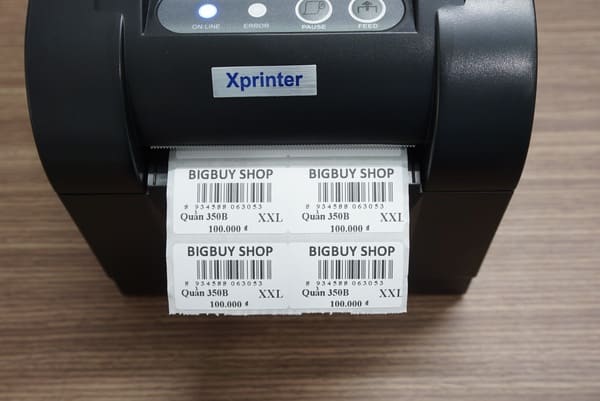 ON LINE
ERROR
PAUSE
FEED
Xprinter
BIGBUY SHOP
8 934588 063053
Quần 350B XXL
100.000 ₫
BIGBUY SHOP
8 934588 063053
Quần 350B XXL
100.000 ₫
BIGBUY SHOP
8 934588 063053
Quần 350B XXL
100.000 ₫
BIGBUY SHOP
8 934588 063053
Quần 350B XXL
100.000 ₫